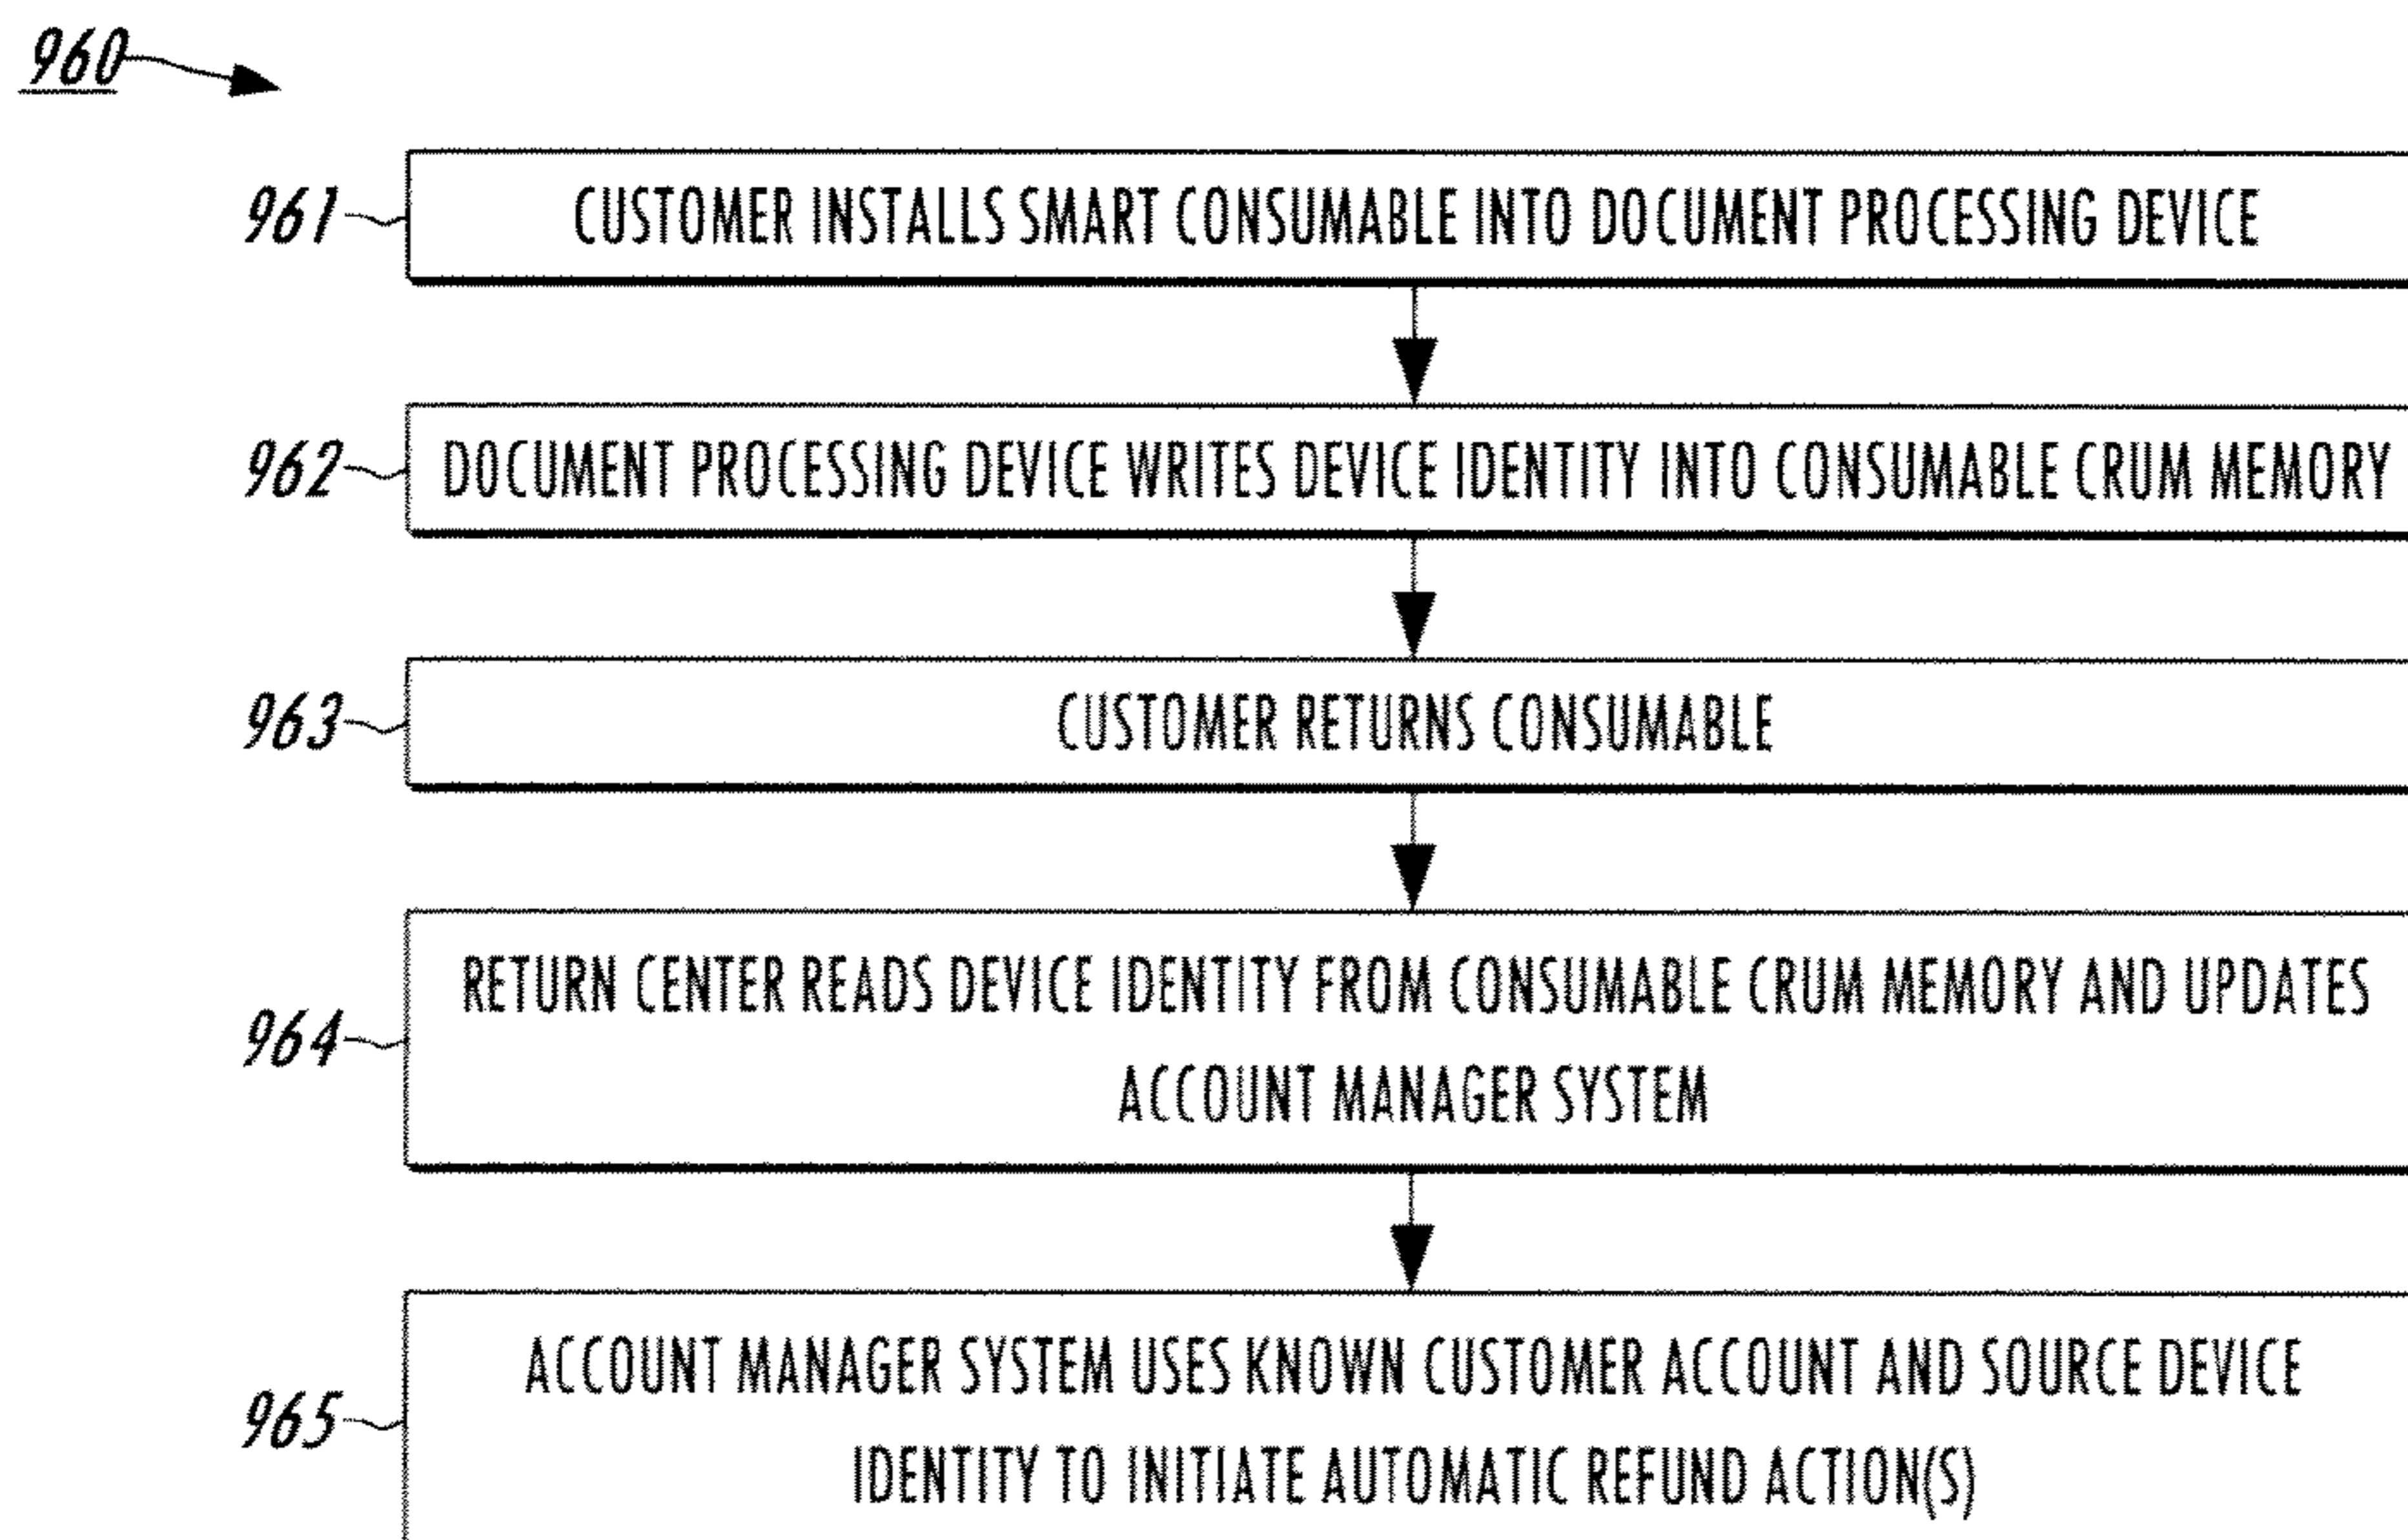 960
961 CUSTOMER INSTALLS SMART CONSUMABLE INTO DOCUMENT PROCESSING DEVICE
962 DOCUMENT PROCESSING DEVICE WRITES DEVICE IDENTITY INTO CONSUMABLE CRUM MEMORY
963 CUSTOMER RETURNS CONSUMABLE
RETURN CENTER READS DEVICE IDENTITY FROM CONSUMABLE CRUM MEMORY AND UPDATES
964
ACCOUNT MANAGER SYSTEM
ACCOUNT MANAGER SYSTEM USES KNOWN CUSTOMER ACCOUNT AND SOURCE DEVICE
965
IDENTITY TO INITIATE AUTOMATIC REFUND ACTION(S)